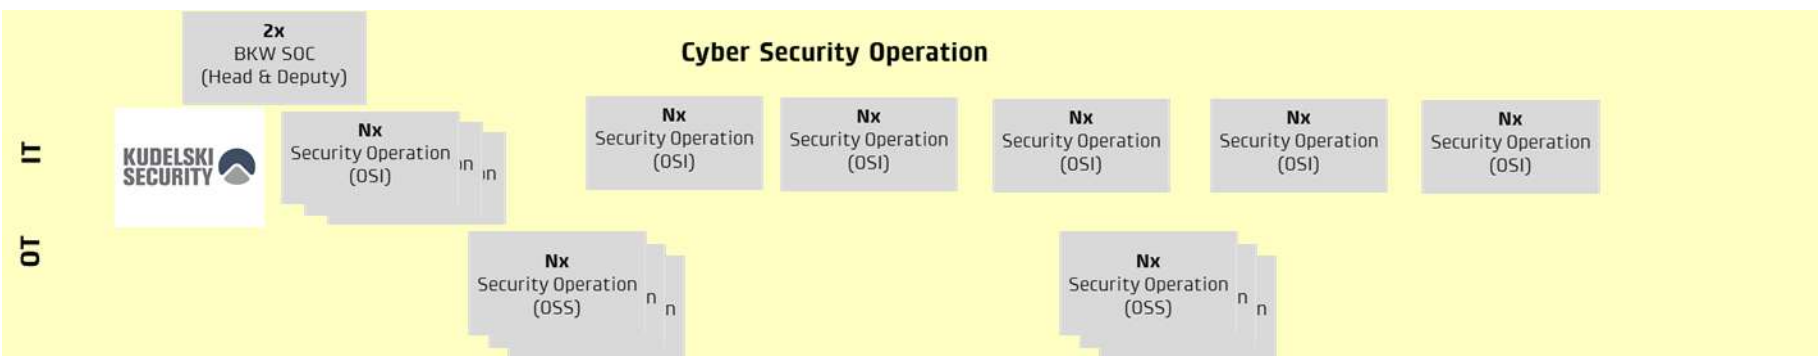 2x
BKW SOC
(Head & Deputy)
Cyber Security Operation
IT
KUDELSKI
SECURITY
Nx
Security Operation
(OSI)
n
n
Nx
Security Operation
(OSI)
Nx
Security Operation
(OSI)
Nx
Security Operation
(OSI)
Nx
Security Operation
(OSI)
Nx
Security Operation
(OSI)
OT
Nx
Security Operation
(OSS)
n
n
Nx
Security Operation
(OSS)
n
n